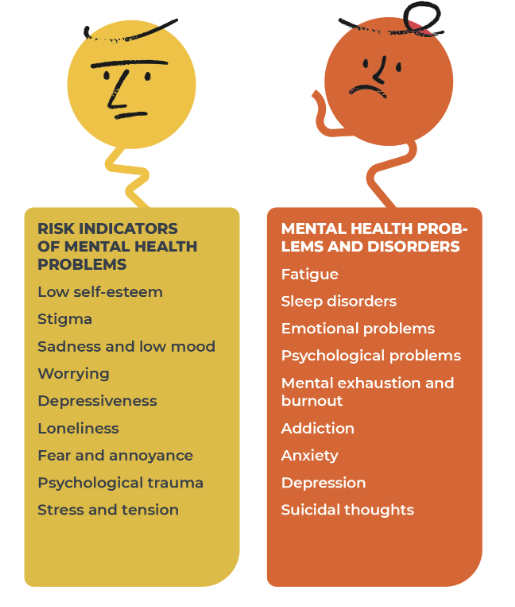 RISK INDICATORS
OF MENTAL HEALTH
PROBLEMS
Low self-esteem
Stigma
Sadness and low mood
Worrying
Depressiveness
Loneliness
Fear and annoyance
Psychological trauma
Stress and tension
MENTAL HEALTH PROB-
LEMS AND DISORDERS
Fatigue
Sleep disorders
Emotional problems
Psychological problems
Mental exhaustion and
burnout
Addiction
Anxiety
Depression
Suicidal thoughts